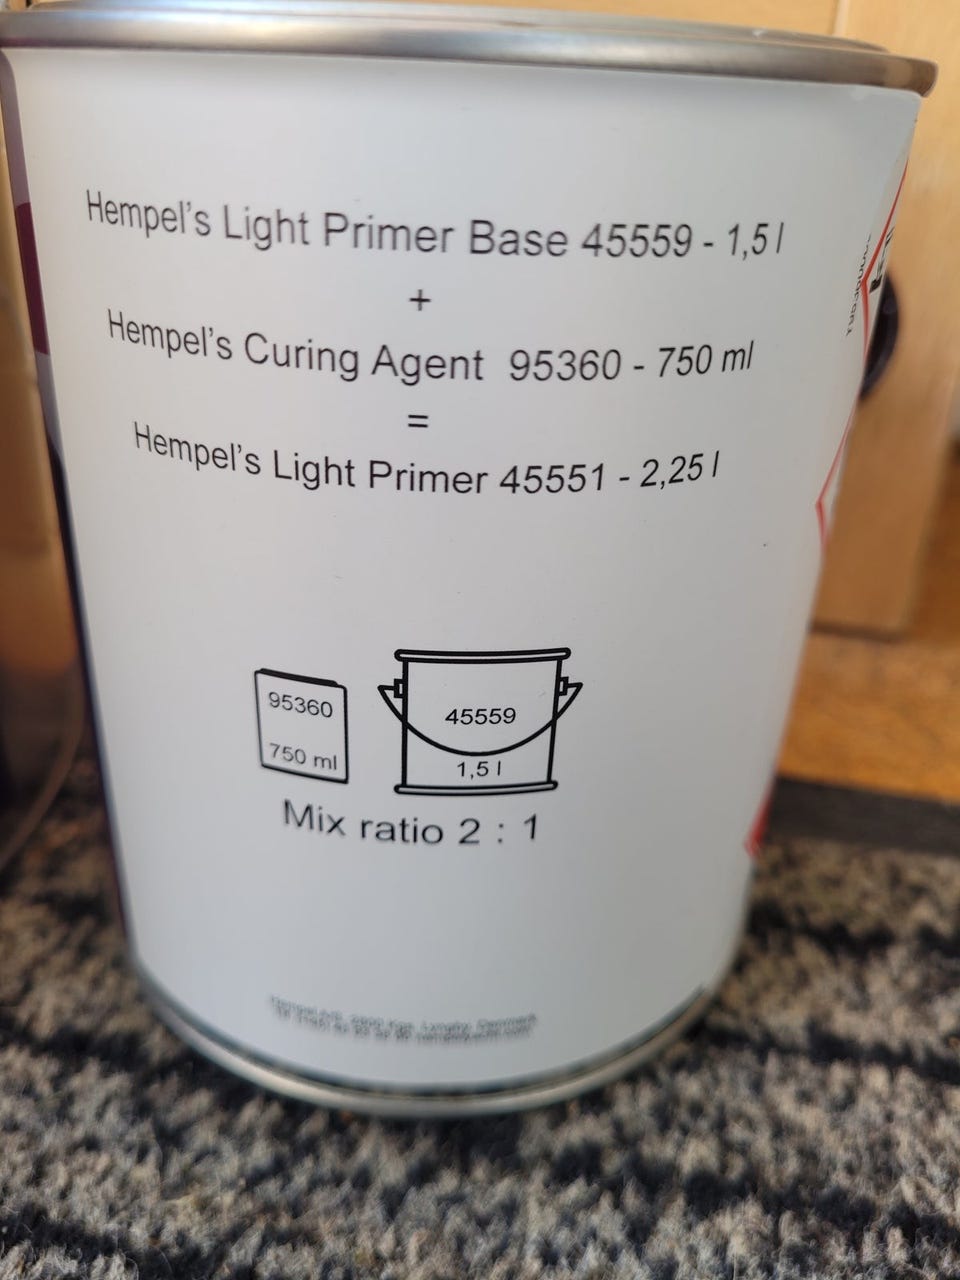 Hempel's Light Primer Base 45559 - 1,5 l
+
Hempel's Curing Agent 95360 - 750 ml
=
Hempel's Light Primer 45551 - 2,25 l
95360
750 ml
45559
1,5 l
Mix ratio 2 : 1